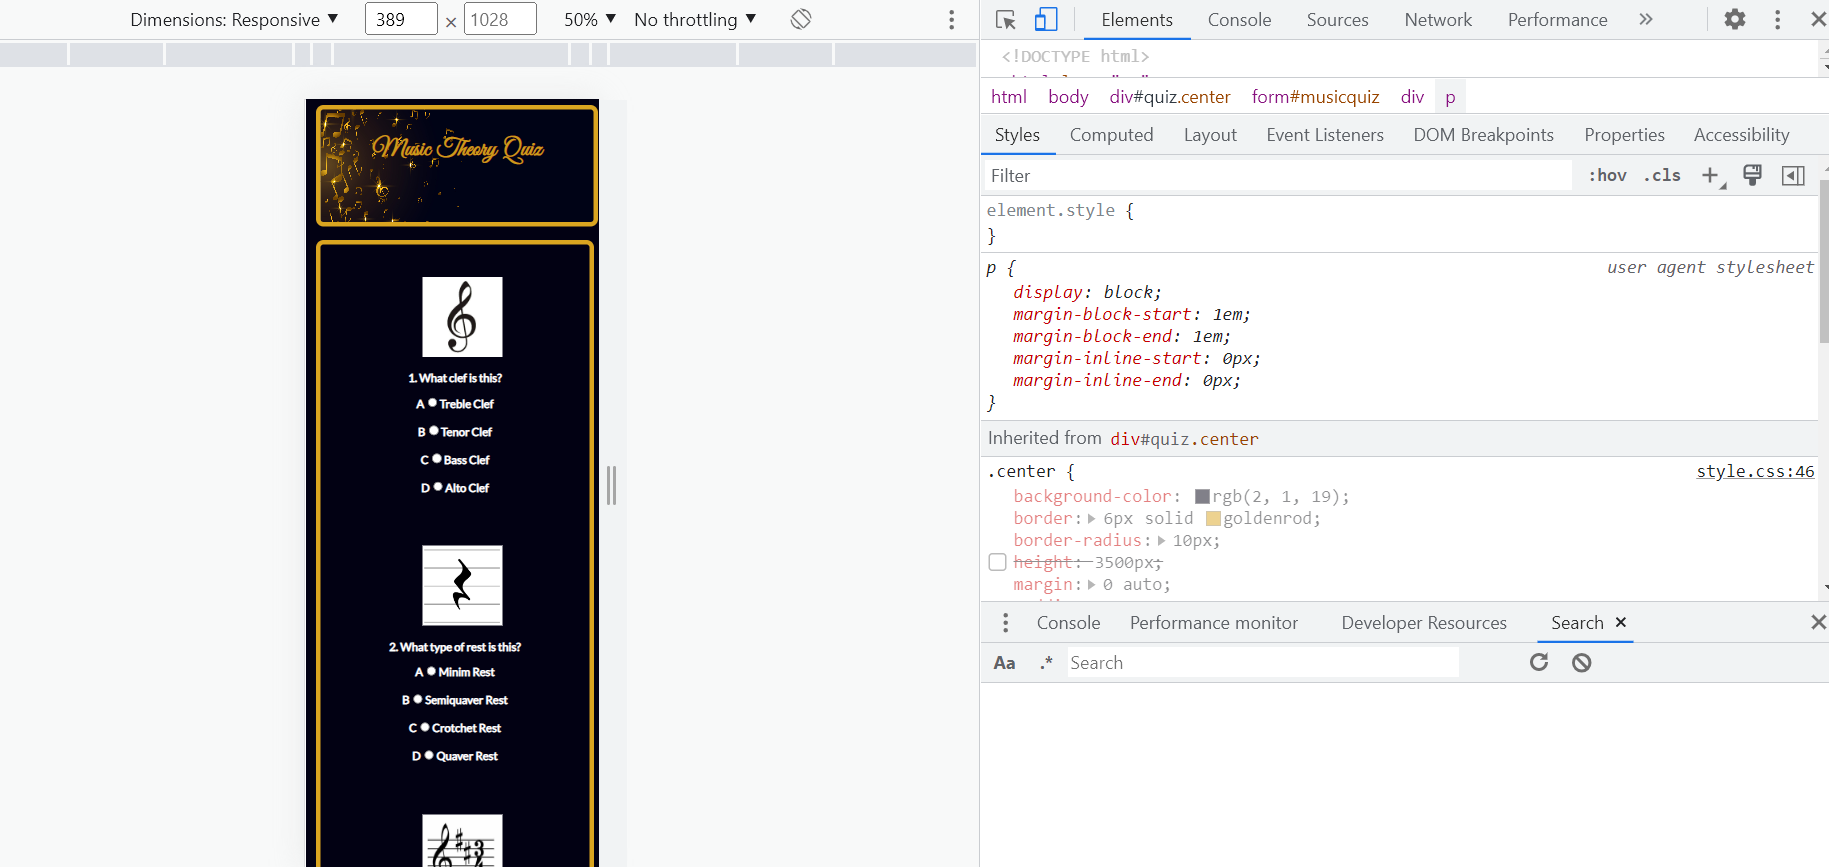 Dimensions: Responsive ▼ 389 × 1028 50% ▼ No throttling ▼
Elements Console Sources Network Performance »
<!DOCTYPE html>
html body div#quiz.center form#musicquiz div p
Styles Computed Layout Event Listeners DOM Breakpoints Properties Accessibility
Filter :hov .cls +
element.style {
}
p { user agent stylesheet
display: block;
margin-block-start: 1em;
margin-block-end: 1em;
margin-inline-start: 0px;
margin-inline-end: 0px;
}
Inherited from div#quiz.center
.center { style.css:46
background-color: rgb(2, 1, 19);
border: 6px solid goldenrod;
border-radius: 10px;
height: 3500px;
margin: 0 auto;
Console Performance monitor Developer Resources Search ×
Aa .* Search
Music Theory Quiz
1. What clef is this?
A Treble Clef
B Tenor Clef
C Bass Clef
D Alto Clef
2. What type of rest is this?
A Minim Rest
B Semiquaver Rest
C Crotchet Rest
D Quaver Rest